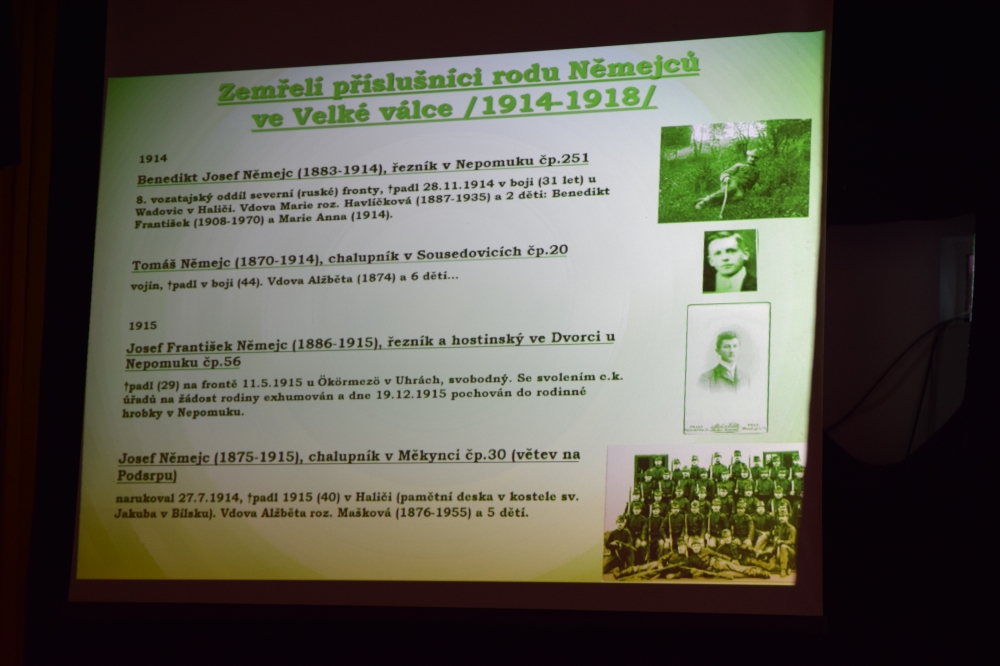 Zemřelí příslušníci rodu Němejců
ve Velké válce /1914-1918/
1914
Benedikt Josef Němejc (1883-1914), řezník v Nepomuku čp.251
8. vozatajský oddíl severní (ruské) fronty, †padl 28.11.1914 v boji (31 let) u
Wadovic v Haliči. Vdova Marie roz. Havlíčková (1887-1935) a 2 děti: Benedikt
František (1908-1970) a Marie Anna (1914).
Tomáš Němejc (1870-1914), chalupník v Sousedovicích čp.20
vojín, †padl v boji (44). Vdova Alžběta (1874) a 6 dětí...
1915
Josef František Němejc (1886-1915), řezník a hostinský ve Dvorci u
Nepomuku čp.56
†padl (29) na frontě 11.5.1915 u Ökörmezö v Uhrách, svobodný. Se svolením c.k.
úřadů na žádost rodiny exhumován a dne 19.12.1915 pochován do rodinné
hrobky v Nepomuku.
Josef Němejc (1875-1915), chalupník v Měkynci čp.30 (větev na
Podsrpu)
narukoval 27.7.1914, †padl 1915 (40) v Haliči (pamětní deska v kostele sv.
Jakuba v Bílsku). Vdova Alžběta roz. Mašková (1876-1955) a 5 dětí.